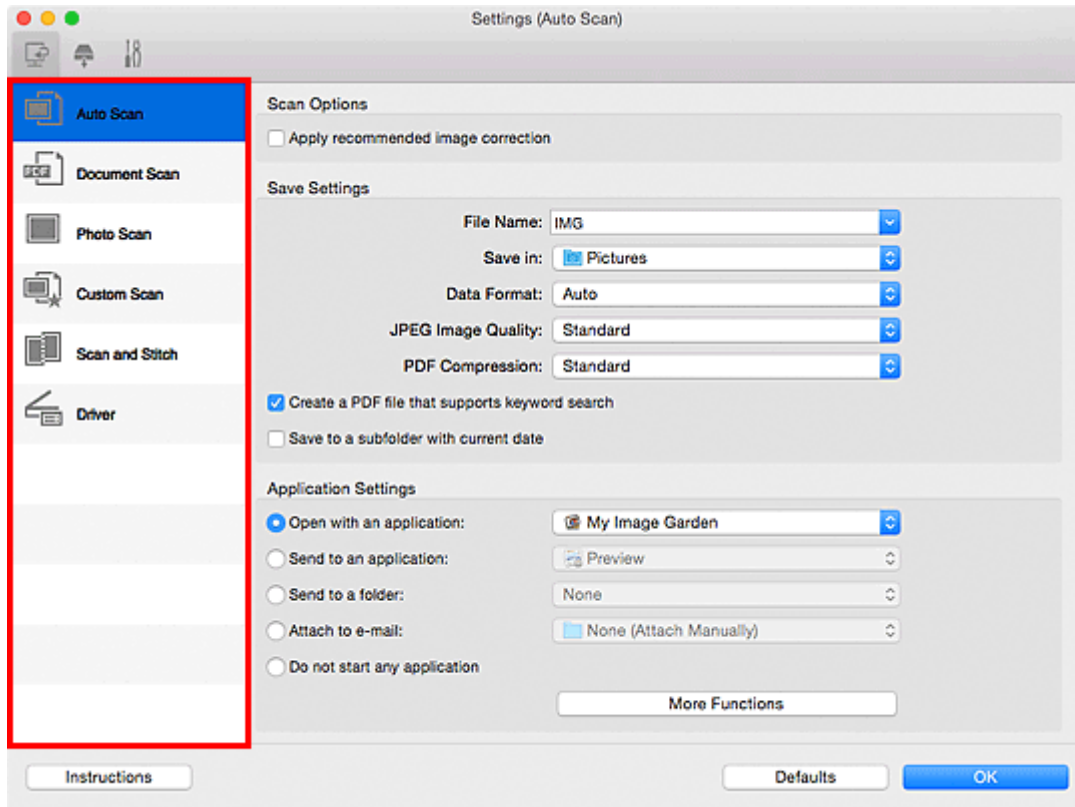 Settings (Auto Scan)
Auto Scan
PDF
Document Scan
Photo Scan
Custom Scan
Scan and Stitch
Driver
Scan Options
Apply recommended image correction
Save Settings
File Name: IMG
Save in: Pictures
Data Format: Auto
JPEG Image Quality: Standard
PDF Compression: Standard
Create a PDF file that supports keyword search
Save to a subfolder with current date
Application Settings
Open with an application: My Image Garden
Send to an application: Preview
Send to a folder: None
Attach to e-mail: None (Attach Manually)
Do not start any application
More Functions
Instructions Defaults OK